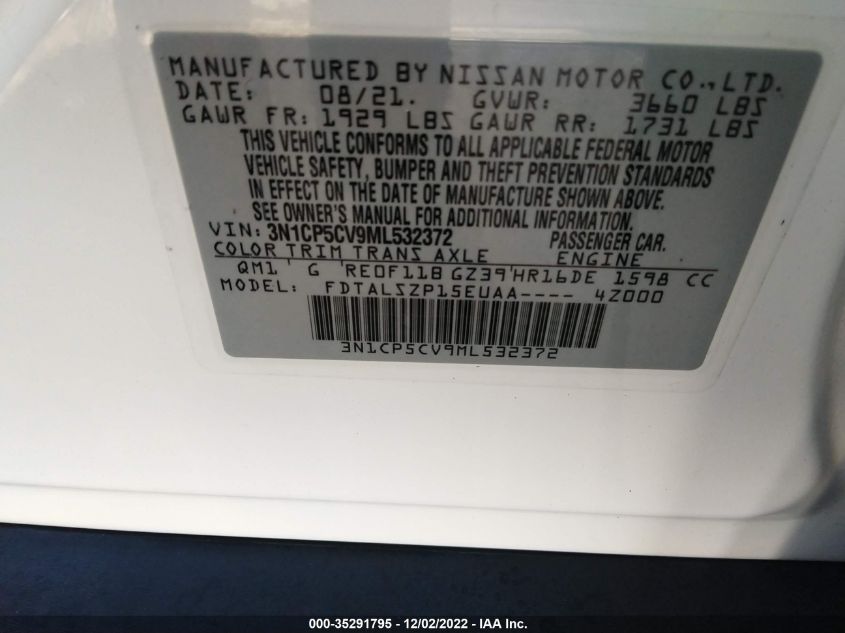 MANUFACTURED BY NISSAN MOTOR CO., LTD.
DATE: 08/21. GVWR: 3660 LBS
GAWR FR: 1929 LBS GAWR RR: 1731 LBS
THIS VEHICLE CONFORMS TO ALL APPLICABLE FEDERAL MOTOR
VEHICLE SAFETY, BUMPER AND THEFT PREVENTION STANDARDS
IN EFFECT ON THE DATE OF MANUFACTURE SHOWN ABOVE.
SEE OWNER'S MANUAL FOR ADDITIONAL INFORMATION.
VIN: 3N1CP5CV9ML532372 PASSENGER CAR.
COLOR TRIM TRANS AXLE ENGINE
QM1 ' G 'RE0F11B GZ39'HR16DE 1598 CC
MODEL: FDTALSZP15EUAA---- 4Z000
3N1CP5CV9ML532372
000-35291795 - 12/02/2022 - IAA Inc.